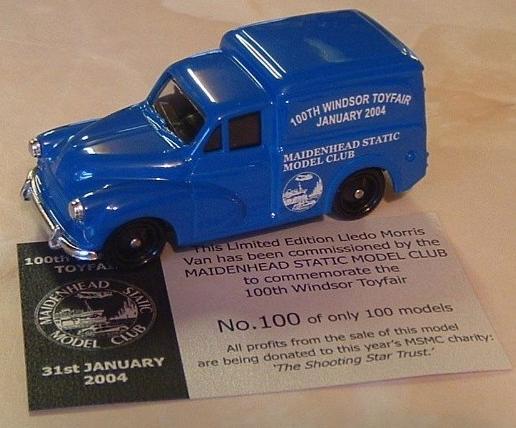 100TH WINDSOR TOYFAIR
JANUARY 2004
MAIDENHEAD STATIC
MODEL CLUB
100th
TOYFA
MAIDENHEAD STATIC
MODEL CLUB
31st JANUARY
2004
This Limited Edition Lledo Morris
Van has been commissioned by the
MAIDENHEAD STATIC MODEL CLUB
to commemorate the
100th Windsor Toyfair
No.100 of only 100 models
All profits from the sale of this model
are being donated to this year's MSMC charity:
'The Shooting Star Trust.'